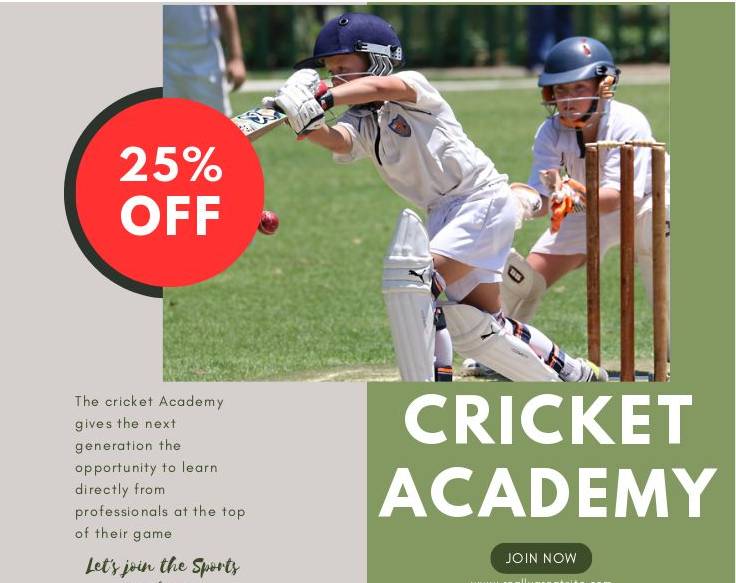 25%
OFF
The cricket Academy
gives the next
generation the
opportunity to learn
directly from
professionals at the top
of their game
Let's join the Sports
CRICKET
ACADEMY
JOIN NOW